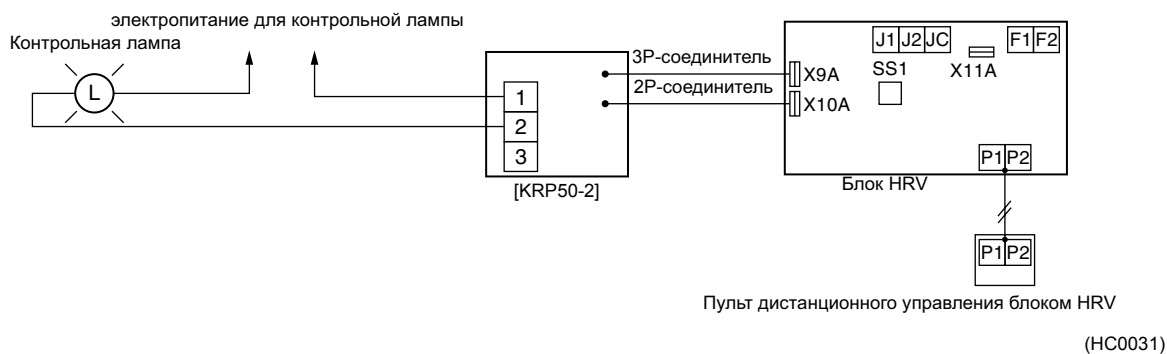 электропитание для контрольной лампы
Контрольная лампа
L
1
2
3
[KRP50-2]
3P-соединитель
2P-соединитель
X9A
X10A
J1 J2 JC
SS1
X11A
F1 F2
P1 P2
Блок HRV
P1 P2
Пульт дистанционного управления блоком HRV
(HC0031)